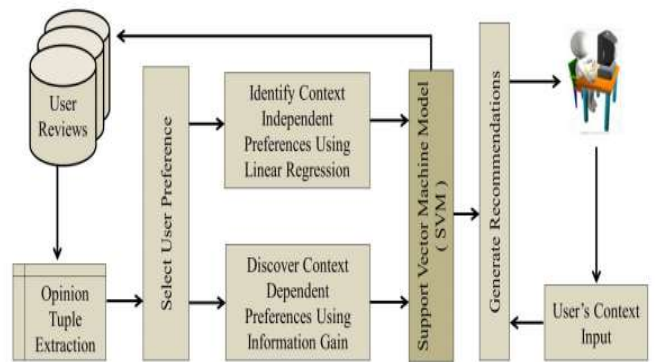 User
Reviews
Opinion
Tuple
Extraction
Select User Preference
Identify Context
Independent
Preferences Using
Linear Regression
Discover Context
Dependent
Preferences Using
Information Gain
Support Vector Machine Model
( SVM )
Generate Recommendations
User's Context
Input